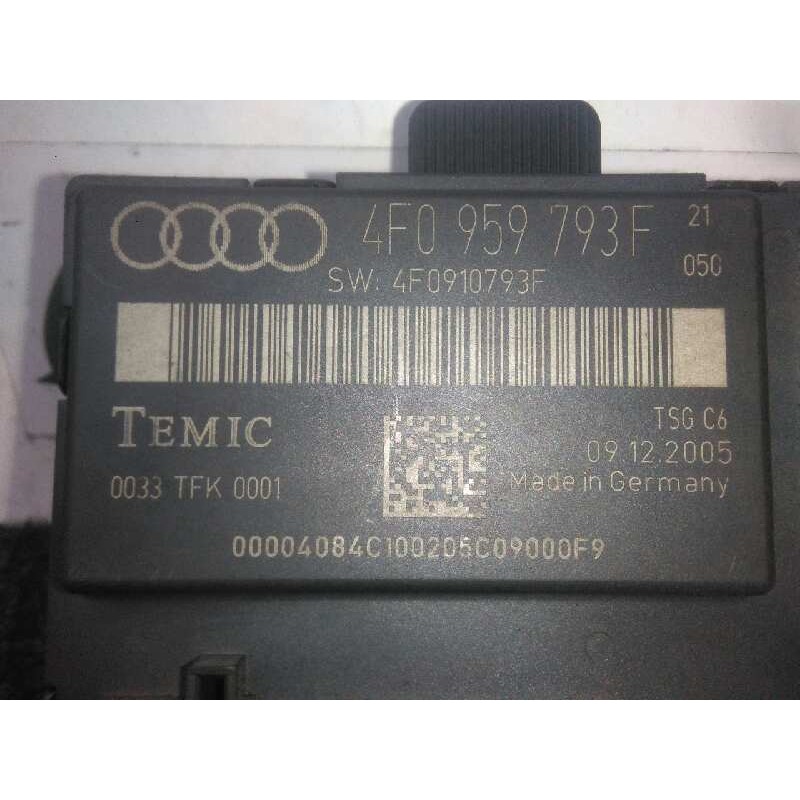 4F0 959 793F 21
050
SW: 4F0910793F
TEMIC
TSG C6
09.12.2005
0033 TFK 0001
Made in Germany
00004084C100205C09000F9